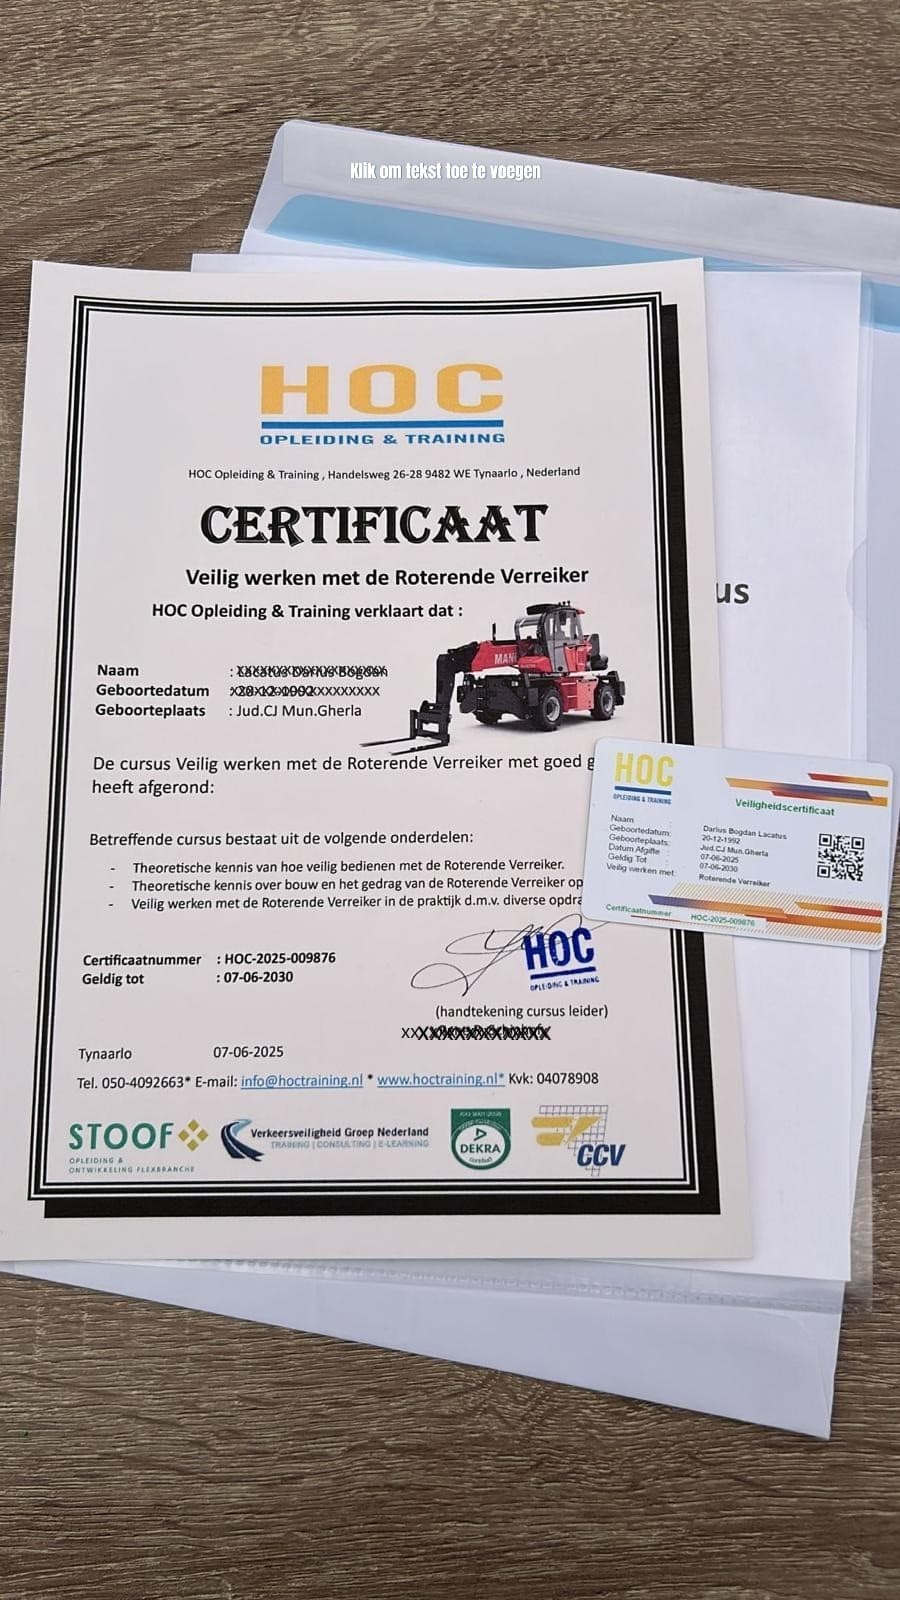 Klik om tekst toe te voegen
HOC
OPLEIDING & TRAINING
HOC Opleiding & Training , Handelsweg 26-28 9482 WE Tynaarlo , Nederland
CERTIFICAAT
Veilig werken met de Roterende Verreiker
HOC Opleiding & Training verklaart dat :
us
MAN
Naam :
Geboortedatum :
Geboorteplaats : Jud.CJ Mun.Gherla
De cursus Veilig werken met de Roterende Verreiker met goed g
heeft afgerond:
Betreffende cursus bestaat uit de volgende onderdelen:
- Theoretische kennis van hoe veilig bedienen met de Roterende Verreiker.
- Theoretische kennis over bouw en het gedrag van de Roterende Verreiker op
- Veilig werken met de Roterende Verreiker in de praktijk d.m.v. diverse opdra
HOC
OPLEIDING & TRAINING
Veiligheidscertificaat
Naam : Darius Bogdan Lacatus
Geboortedatum: 20-12-1992
Geboorteplaats: Jud.CJ Mun.Gherla
Datum Afgifte : 07-06-2025
Geldig Tot : 07-06-2030
Veilig werken met: Roterende Verreiker
Certificaatnummer HOC-2025-009876
Certificaatnummer : HOC-2025-009876
Geldig tot : 07-06-2030
HOC
OPLEIDING & TRAINING
(handtekening cursus leider)
Tynaarlo 07-06-2025
Tel. 050-4092663* E-mail: info@hoctraining.nl * www.hoctraining.nl* Kvk: 04078908
STOOF
OPLEIDING &
ONTWIKKELING FLEXBRANCHE
Verkeersveiligheid Groep Nederland
TRAINING | CONSULTING | E-LEARNING
DEKRA
CCV